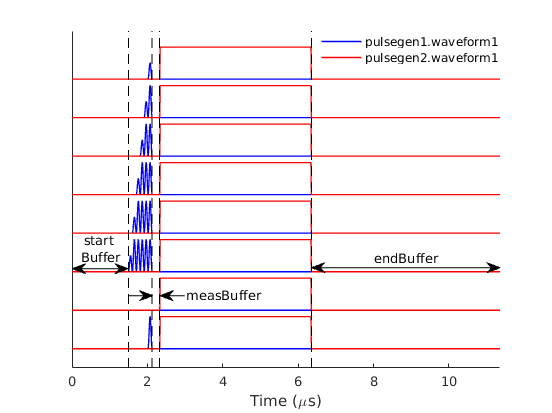 pulsegen1.waveform1
pulsegen2.waveform1
start
Buffer
endBuffer
measBuffer
0 2 4 6 8 10
Time (μs)